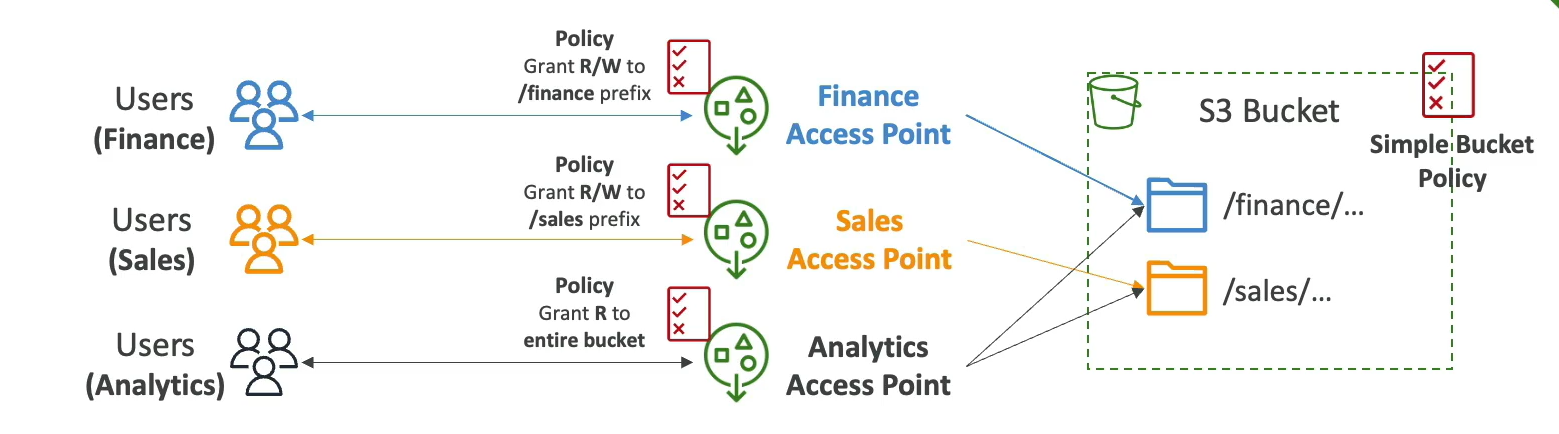 Policy
Grant R/W to
/finance prefix
Users
(Finance)
Finance
Access Point
S3 Bucket
Simple Bucket
Policy
/finance/...
Policy
Grant R/W to
/sales prefix
Users
(Sales)
Sales
Access Point
/sales/...
Policy
Grant R to
entire bucket
Users
(Analytics)
Analytics
Access Point